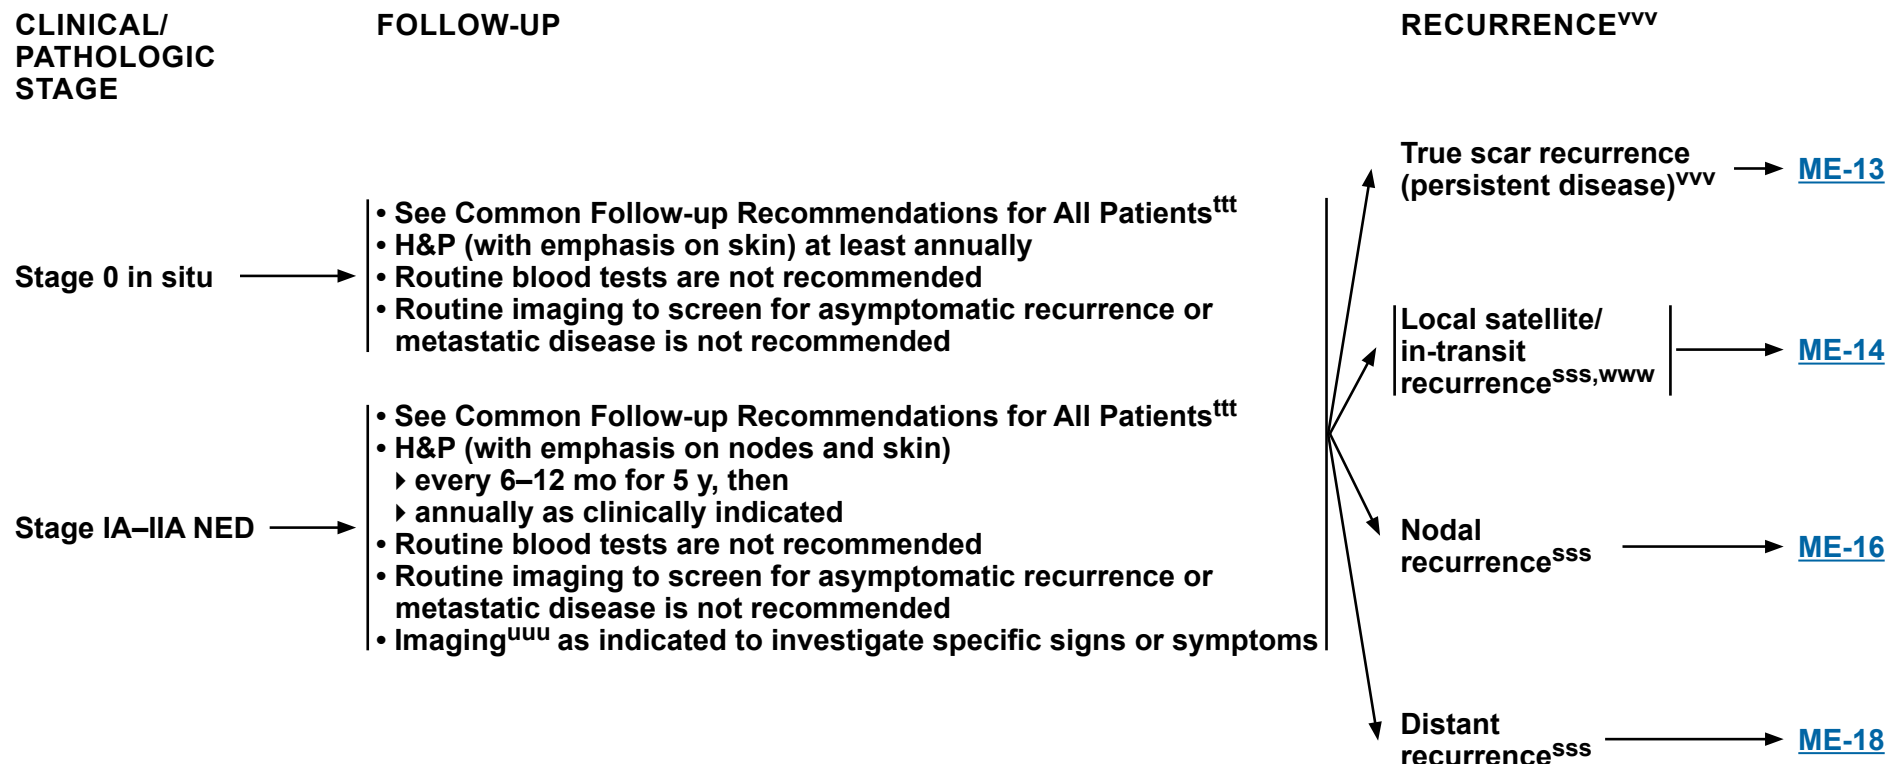 CLINICAL/
PATHOLOGIC
STAGE
FOLLOW-UP
RECURRENCEvvv
Stage 0 in situ
• See Common Follow-up Recommendations for All Patientsttt
• H&P (with emphasis on skin) at least annually
• Routine blood tests are not recommended
• Routine imaging to screen for asymptomatic recurrence or
metastatic disease is not recommended
Stage IA–IIA NED
• See Common Follow-up Recommendations for All Patientsttt
• H&P (with emphasis on nodes and skin)
▸ every 6–12 mo for 5 y, then
▸ annually as clinically indicated
• Routine blood tests are not recommended
• Routine imaging to screen for asymptomatic recurrence or
metastatic disease is not recommended
• Imaginguuu as indicated to investigate specific signs or symptoms
True scar recurrence
(persistent disease)vvv
ME-13
Local satellite/
in-transit
recurrencesss,www
ME-14
Nodal
recurrencesss
ME-16
Distant
recurrencesss
ME-18